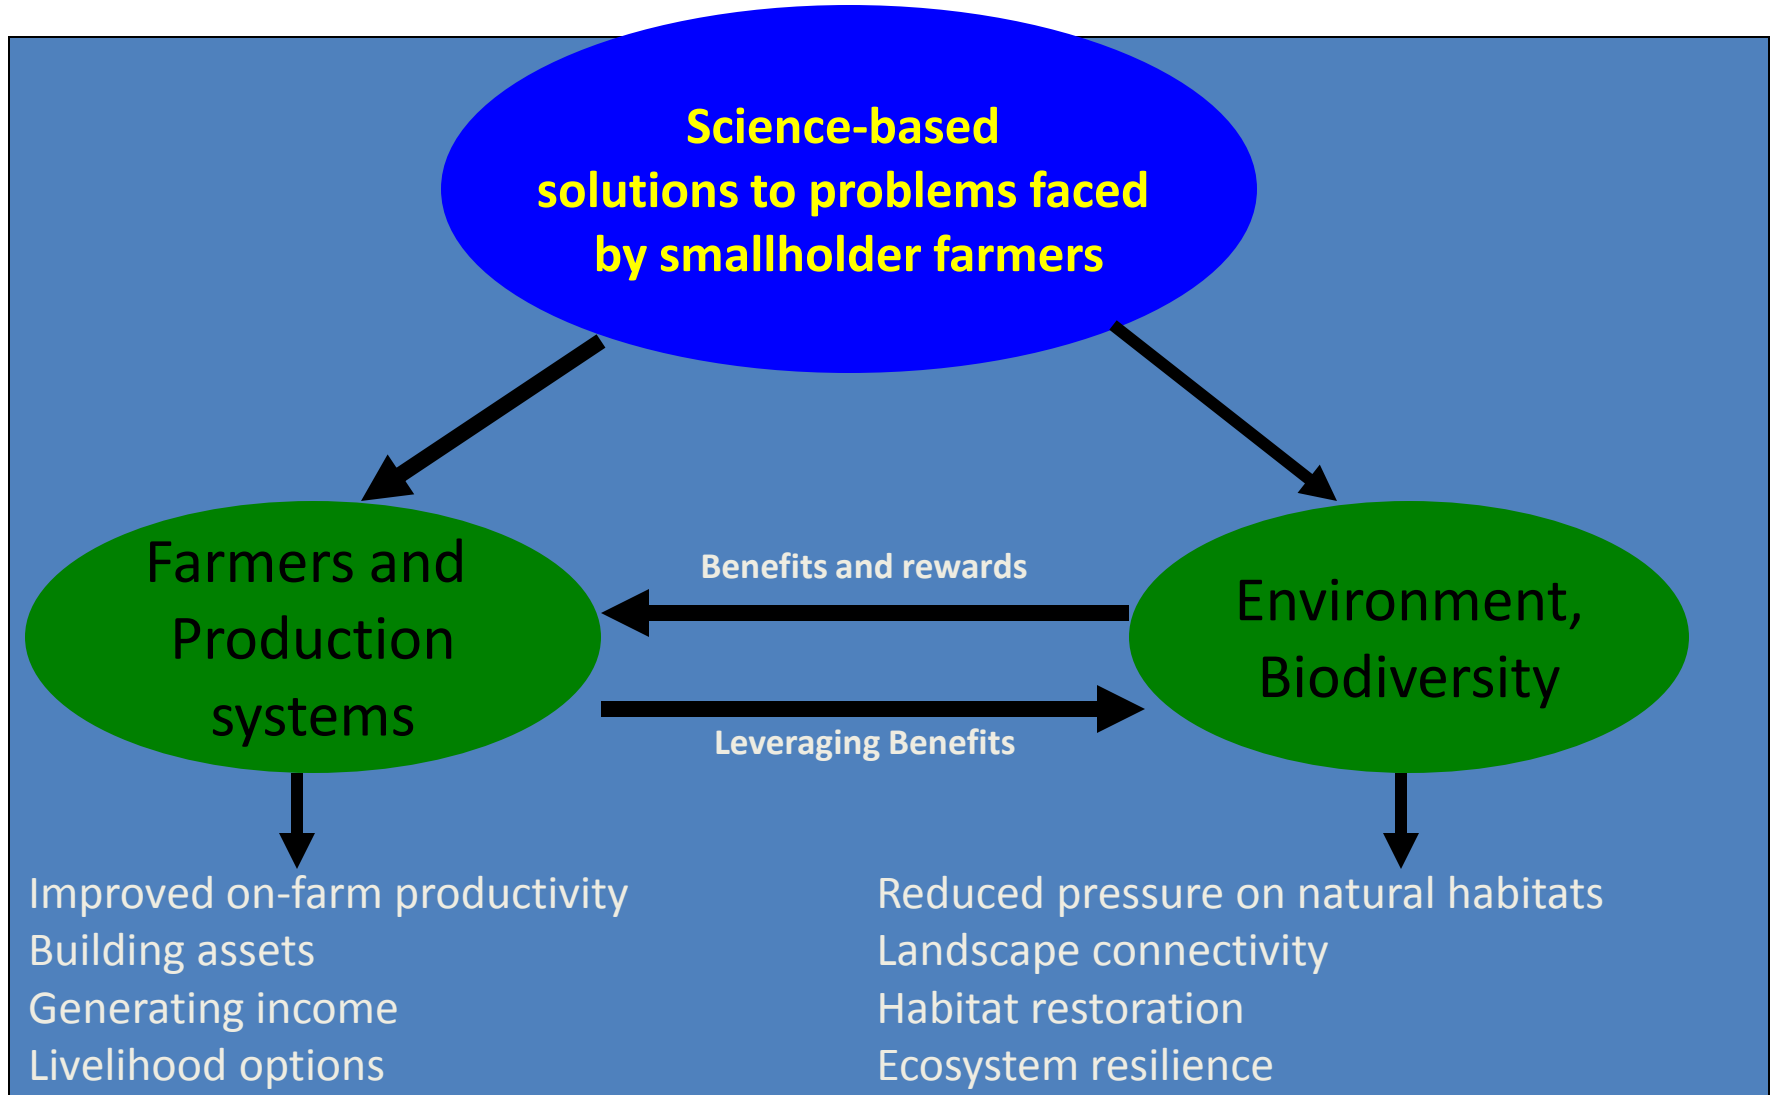 Science-based
solutions to problems faced
by smallholder farmers
Farmers and
Production
systems
Benefits and rewards
Leveraging Benefits
Environment,
Biodiversity
Improved on-farm productivity
Building assets
Generating income
Livelihood options
Reduced pressure on natural habitats
Landscape connectivity
Habitat restoration
Ecosystem resilience